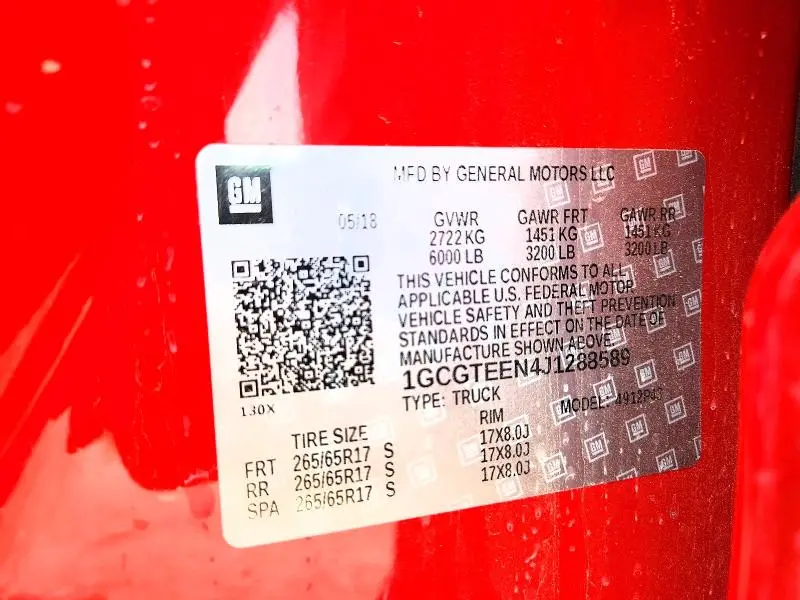 GM
MFD BY GENERAL MOTORS LLC
05/18
GVWR GAWR FRT GAWR RR
2722 KG 1451 KG 1451 KG
6000 LB 3200 LB 3200 LB
THIS VEHICLE CONFORMS TO ALL
APPLICABLE U.S. FEDERAL MOTOR
VEHICLE SAFETY AND THEFT PREVENTION
STANDARDS IN EFFECT ON THE DATE OF
MANUFACTURE SHOWN ABOVE
1GCGTEEN4J1288589
130X
TYPE: TRUCK MODEL:
TIRE SIZE RIM
FRT 265/65R17 S 17X8.0J
RR 265/65R17 S 17X8.0J
SPA 265/65R17 S 17X8.0J